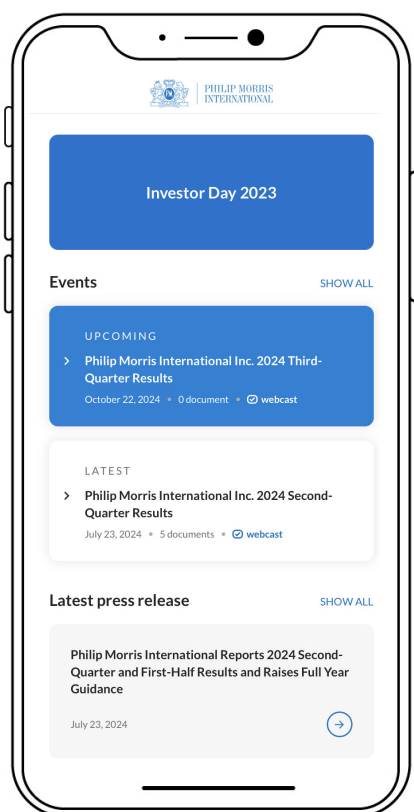 PHILIP MORRIS
INTERNATIONAL
Investor Day 2023
Events
SHOW ALL
UPCOMING
Philip Morris International Inc. 2024 Third-
Quarter Results
October 22, 2024 • 0 document • webcast
LATEST
Philip Morris International Inc. 2024 Second-
Quarter Results
July 23, 2024 • 5 documents • webcast
Latest press release
SHOW ALL
Philip Morris International Reports 2024 Second-
Quarter and First-Half Results and Raises Full Year
Guidance
July 23, 2024